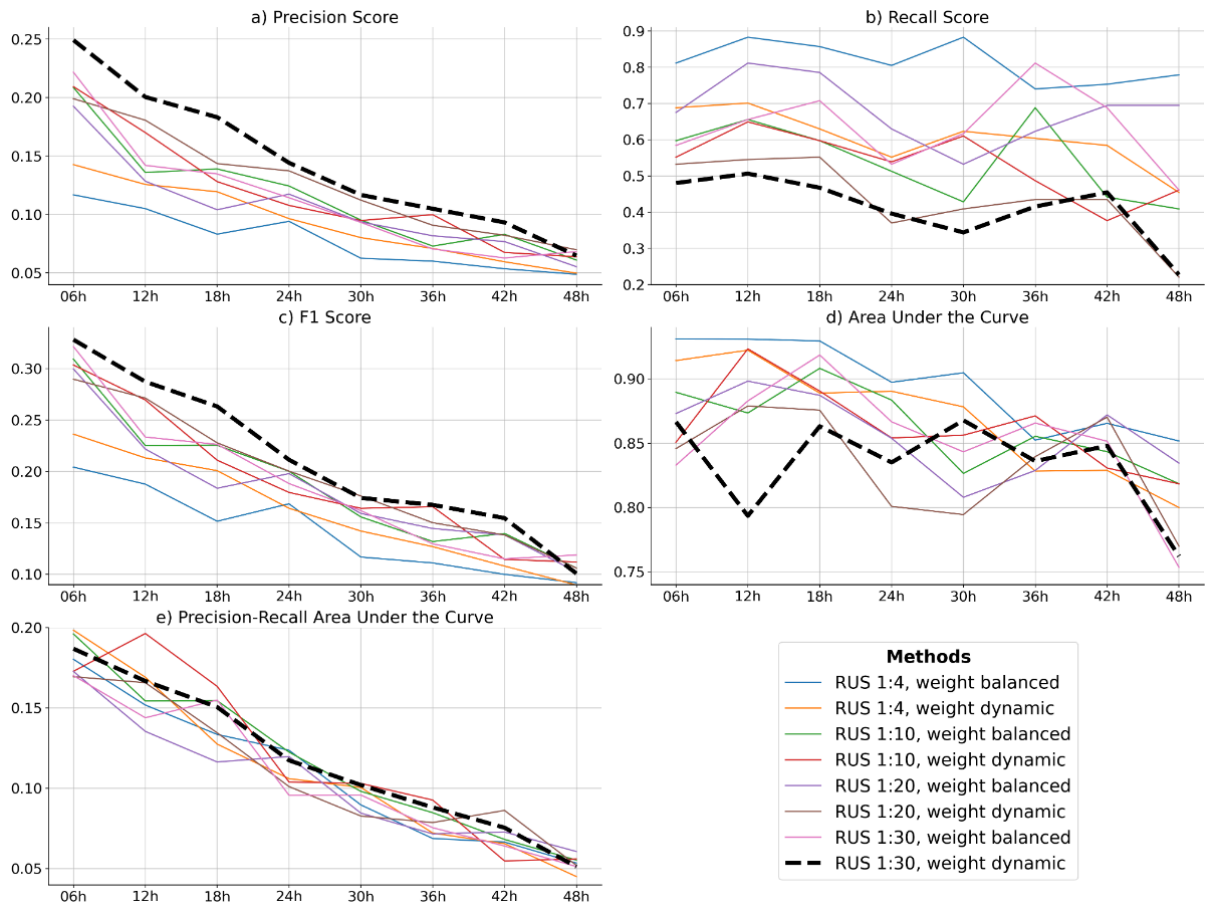 a) Precision Score
0.25
0.20
0.15
0.10
0.05
06h 12h 18h 24h 30h 36h 42h 48h
b) Recall Score
0.9
0.8
0.7
0.6
0.5
0.4
0.3
0.2
06h 12h 18h 24h 30h 36h 42h 48h
c) F1 Score
0.30
0.25
0.20
0.15
0.10
06h 12h 18h 24h 30h 36h 42h 48h
d) Area Under the Curve
0.90
0.85
0.80
0.75
06h 12h 18h 24h 30h 36h 42h 48h
e) Precision-Recall Area Under the Curve
0.20
0.15
0.10
0.05
06h 12h 18h 24h 30h 36h 42h 48h
Methods
RUS 1:4, weight balanced
RUS 1:4, weight dynamic
RUS 1:10, weight balanced
RUS 1:10, weight dynamic
RUS 1:20, weight balanced
RUS 1:20, weight dynamic
RUS 1:30, weight balanced
RUS 1:30, weight dynamic